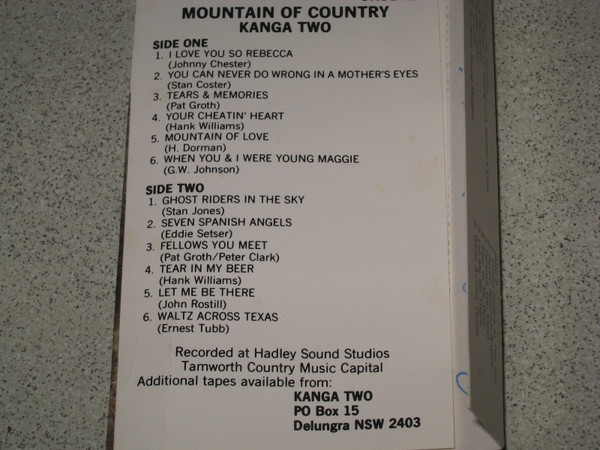 MOUNTAIN OF COUNTRY
KANGA TWO
SIDE ONE
1. I LOVE YOU SO REBECCA
(Johnny Chester)
2. YOU CAN NEVER DO WRONG IN A MOTHER'S EYES
(Stan Coster)
3. TEARS & MEMORIES
(Pat Groth)
4. YOUR CHEATIN' HEART
(Hank Williams)
5. MOUNTAIN OF LOVE
(H. Dorman)
6. WHEN YOU & I WERE YOUNG MAGGIE
(G.W. Johnson)
SIDE TWO
1. GHOST RIDERS IN THE SKY
(Stan Jones)
2. SEVEN SPANISH ANGELS
(Eddie Setser)
3. FELLOWS YOU MEET
(Pat Groth/Peter Clark)
4. TEAR IN MY BEER
(Hank Williams)
5. LET ME BE THERE
(John Rostill)
6. WALTZ ACROSS TEXAS
(Ernest Tubb)
Recorded at Hadley Sound Studios
Tamworth Country Music Capital
Additional tapes available from:
KANGA TWO
PO Box 15
Delungra NSW 2403